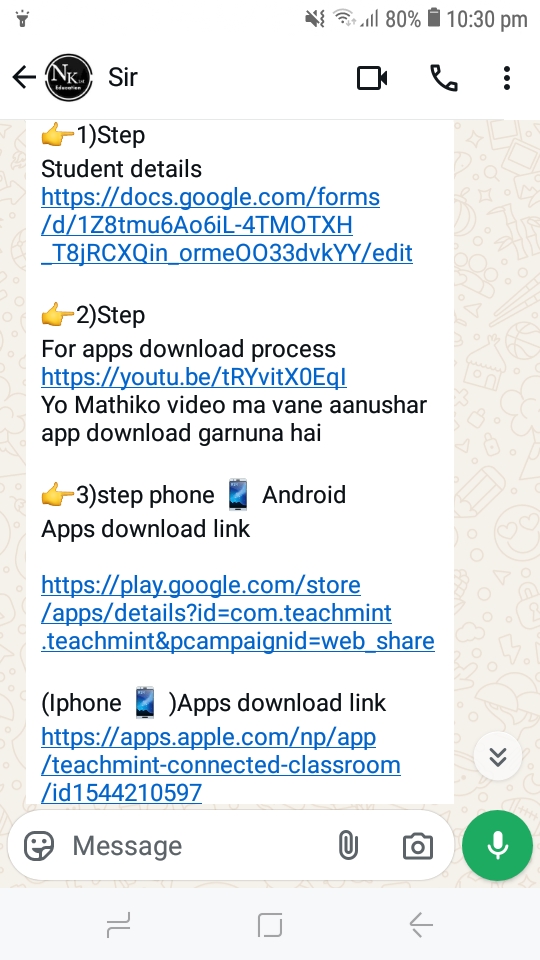 80% 10:30 pm
NK Education
Sir
👉1)Step
Student details
https://docs.google.com/forms
/d/1Z8tmu6Ao6iL-4TMOTXH
_T8jRCXQin_ormeOO33dvkYY/edit
👉2)Step
For apps download process
https://youtu.be/tRYvitX0EqI
Yo Mathiko video ma vane aanushar
app download garnuna hai
👉3)step phone 📱 Android
Apps download link
https://play.google.com/store
/apps/details?id=com.teachmint
.teachmint&pcampaignid=web_share
(Iphone 📱 )Apps download link
https://apps.apple.com/np/app
/teachmint-connected-classroom
/id1544210597
Message